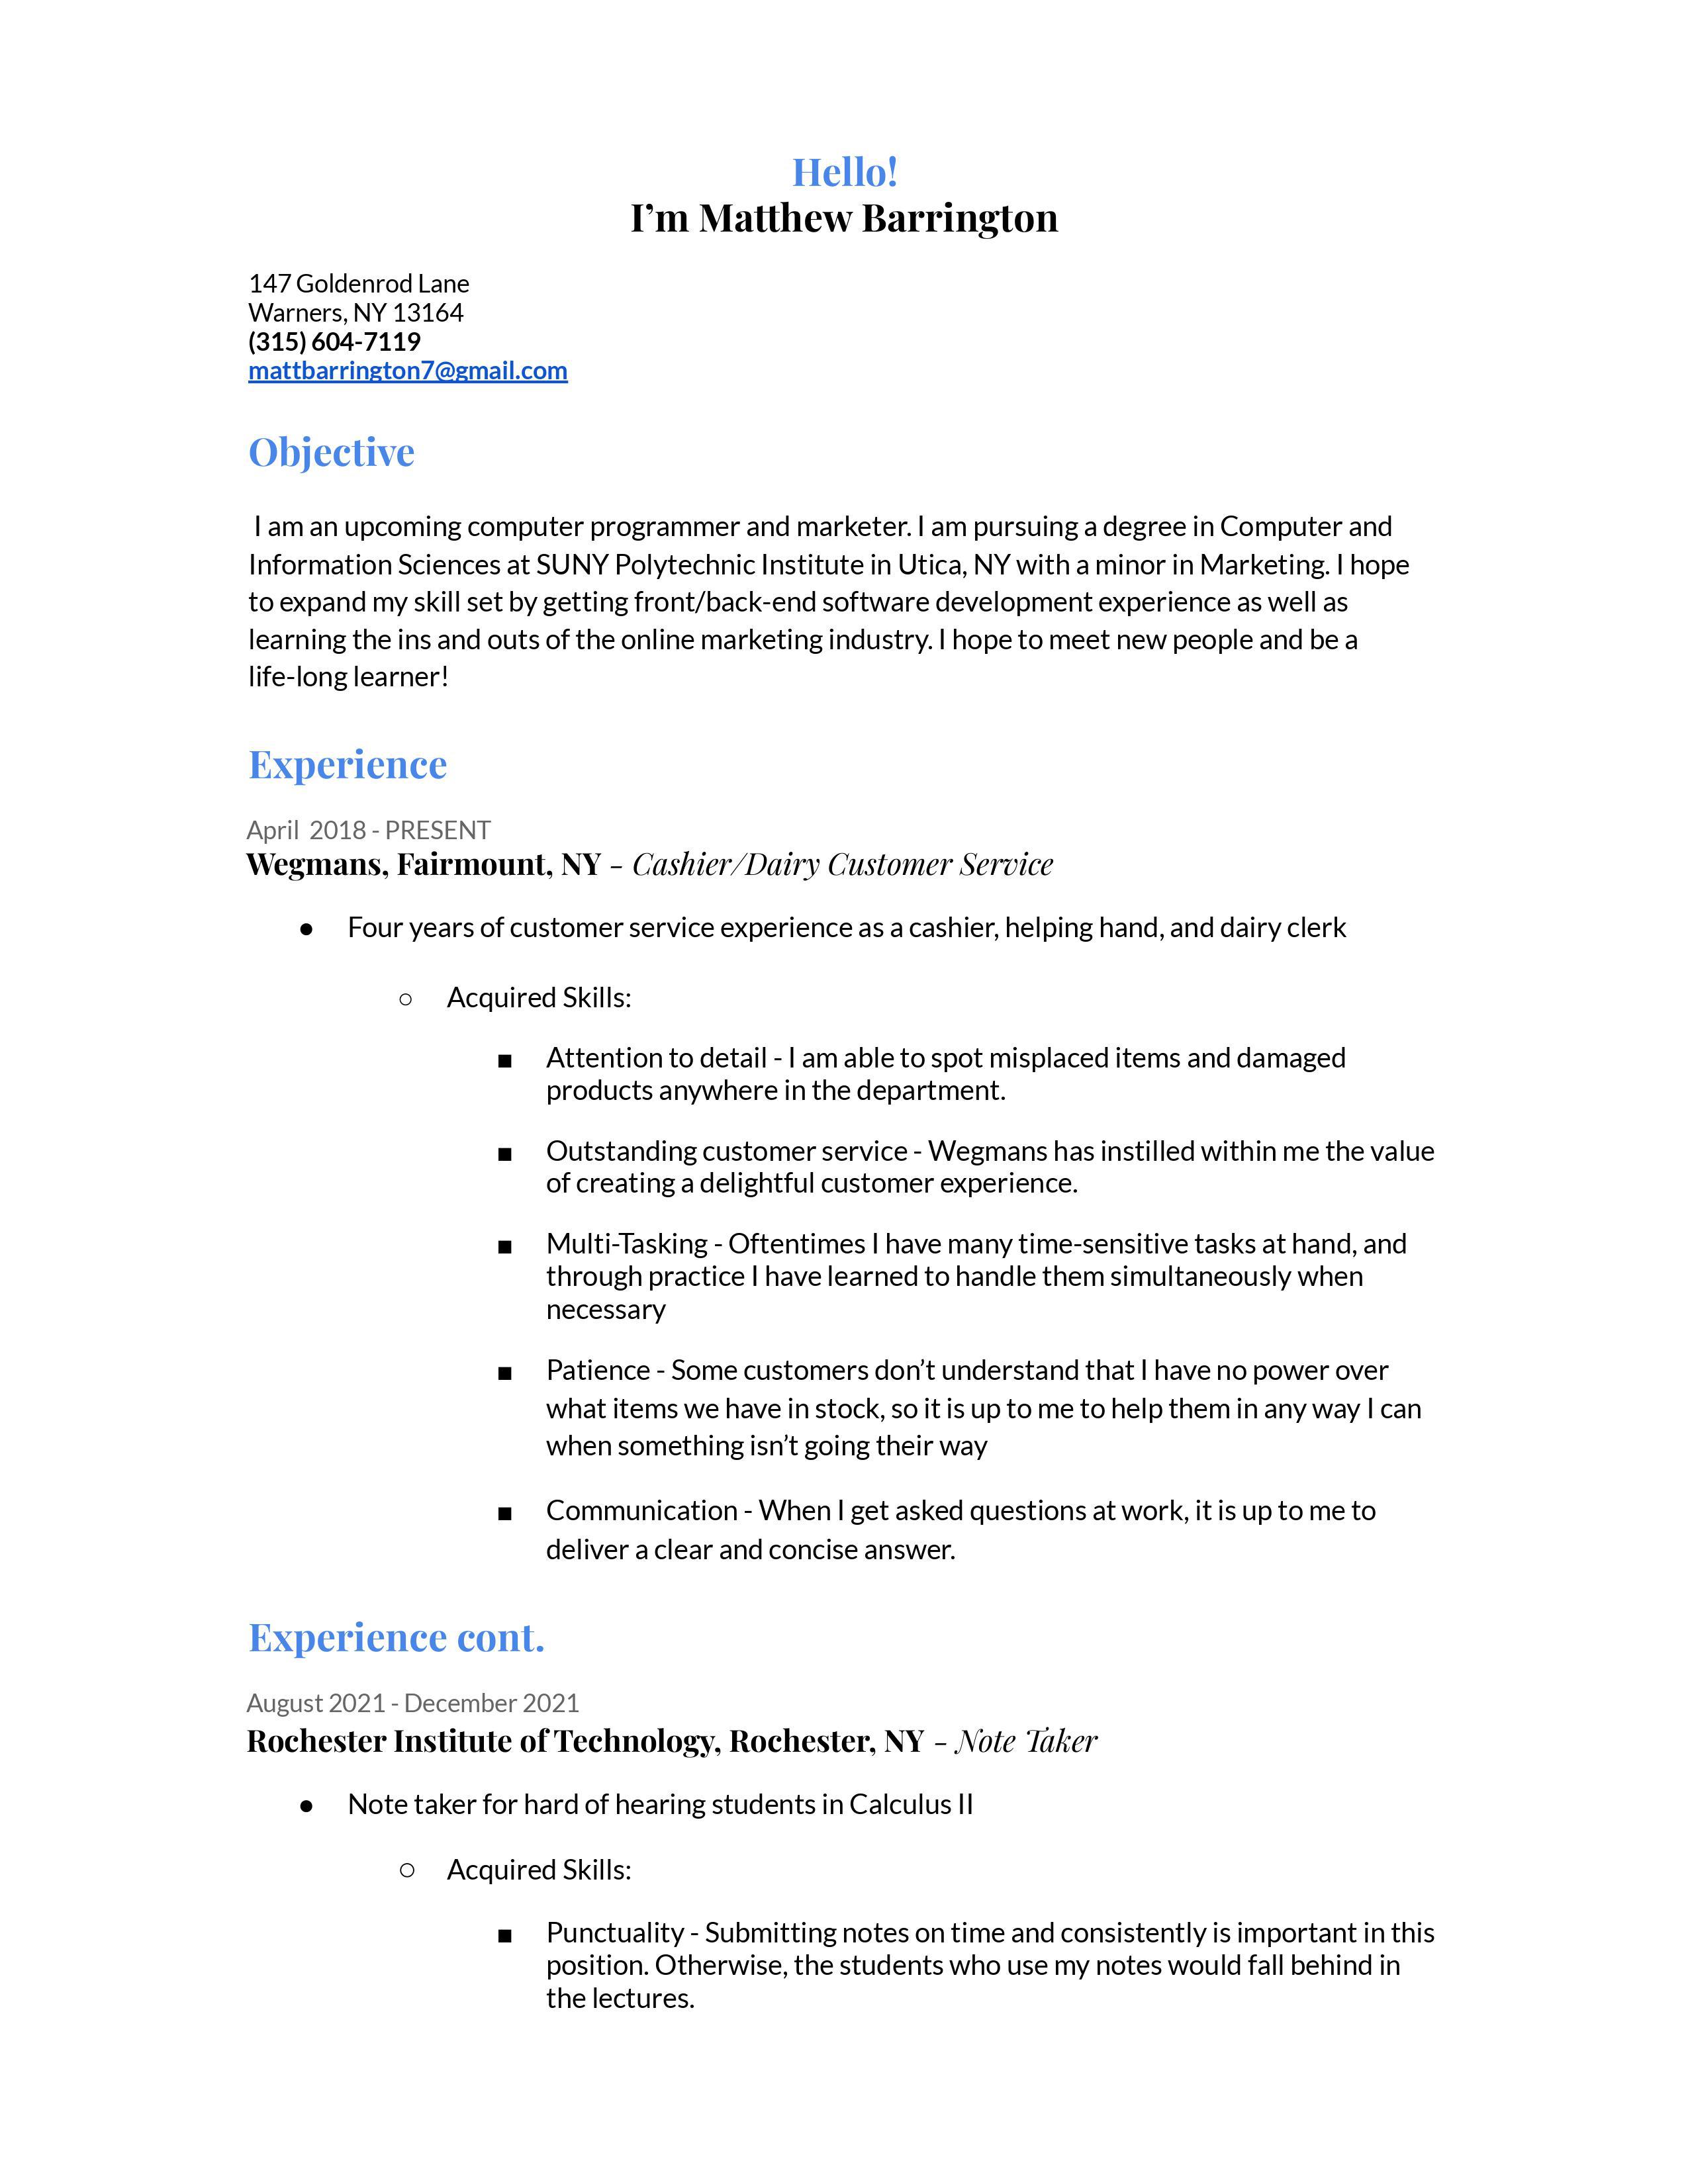 Hello!
I’m Matthew Barrington
147 Goldenrod Lane
Warners, NY 13164
(315) 604-7119
mattbarrington7@gmail.com
Objective
I am an upcoming computer programmer and marketer. I am pursuing a degree in Computer and
Information Sciences at SUNY Polytechnic Institute in Utica, NY with a minor in Marketing. I hope
to expand my skill set by getting front/back-end software development experience as well as
learning the ins and outs of the online marketing industry. I hope to meet new people and be a
life-long learner!
Experience
April  2018 - PRESENT
Wegmans, Fairmount, NY - Cashier/Dairy Customer Service
● Four years of customer service experience as a cashier, helping hand, and dairy clerk
○ Acquired Skills:
■ Attention to detail - I am able to spot misplaced items and damaged
products anywhere in the department.
■ Outstanding customer service - Wegmans has instilled within me the value
of creating a delightful customer experience.
■ Multi-Tasking - Oftentimes I have many time-sensitive tasks at hand, and
through practice I have learned to handle them simultaneously when
necessary
■ Patience - Some customers don’t understand that I have no power over
what items we have in stock, so it is up to me to help them in any way I can
when something isn’t going their way
■ Communication - When I get asked questions at work, it is up to me to
deliver a clear and concise answer.
Experience cont.
August 2021 - December 2021
Rochester Institute of Technology, Rochester, NY - Note Taker
● Note taker for hard of hearing students in Calculus II
○ Acquired Skills:
■ Punctuality - Submitting notes on time and consistently is important in this
position. Otherwise, the students who use my notes would fall behind in
the lectures.